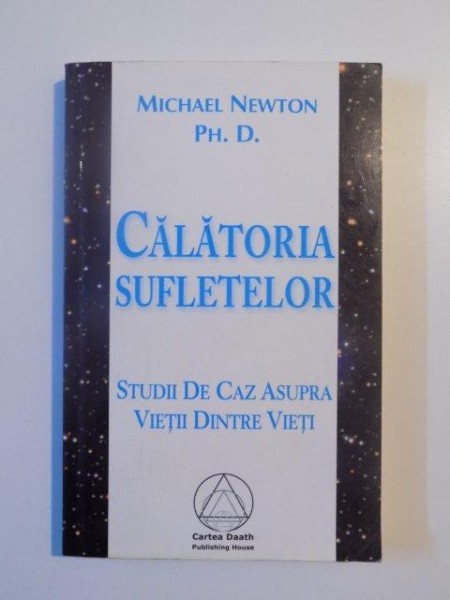 MICHAEL NEWTON
PH. D.
CĂLĂTORIA
SUFLETELOR
STUDII DE CAZ ASUPRA
VIEȚII DINTRE VIEȚI
Cartea Daath
Publishing House